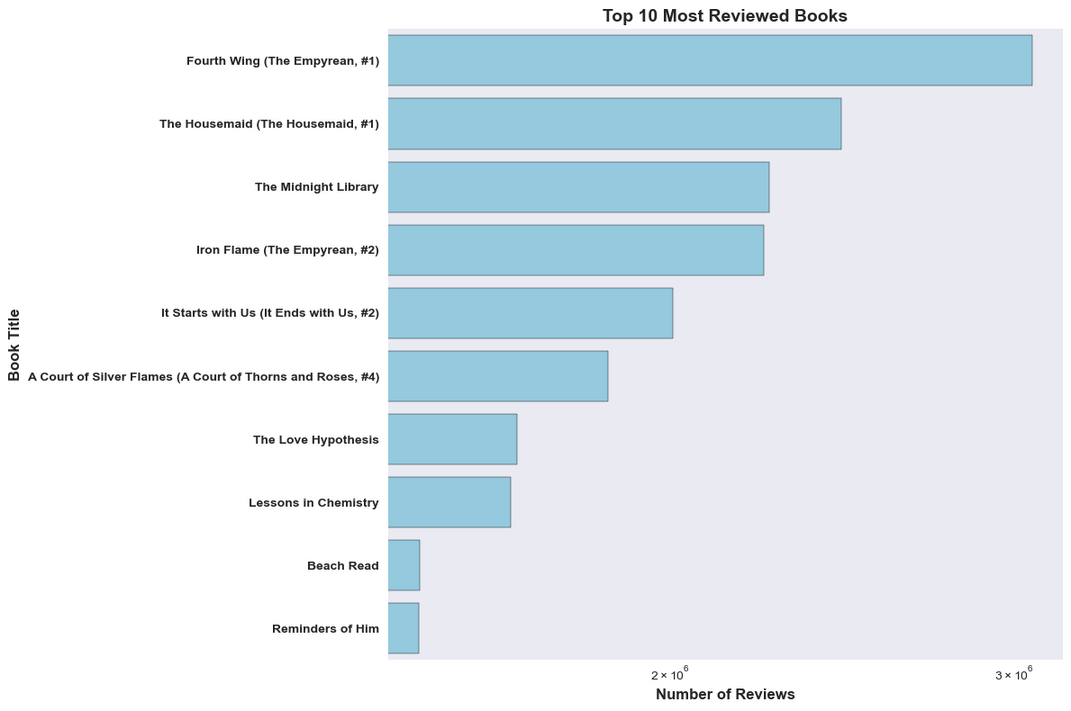 Top 10 Most Reviewed Books
Fourth Wing (The Empyrean, #1)
The Housemaid (The Housemaid, #1)
The Midnight Library
Iron Flame (The Empyrean, #2)
It Starts with Us (It Ends with Us, #2)
A Court of Silver Flames (A Court of Thorns and Roses, #4)
The Love Hypothesis
Lessons in Chemistry
Beach Read
Reminders of Him
Book Title
2 × 10⁶ 3 × 10⁶
Number of Reviews